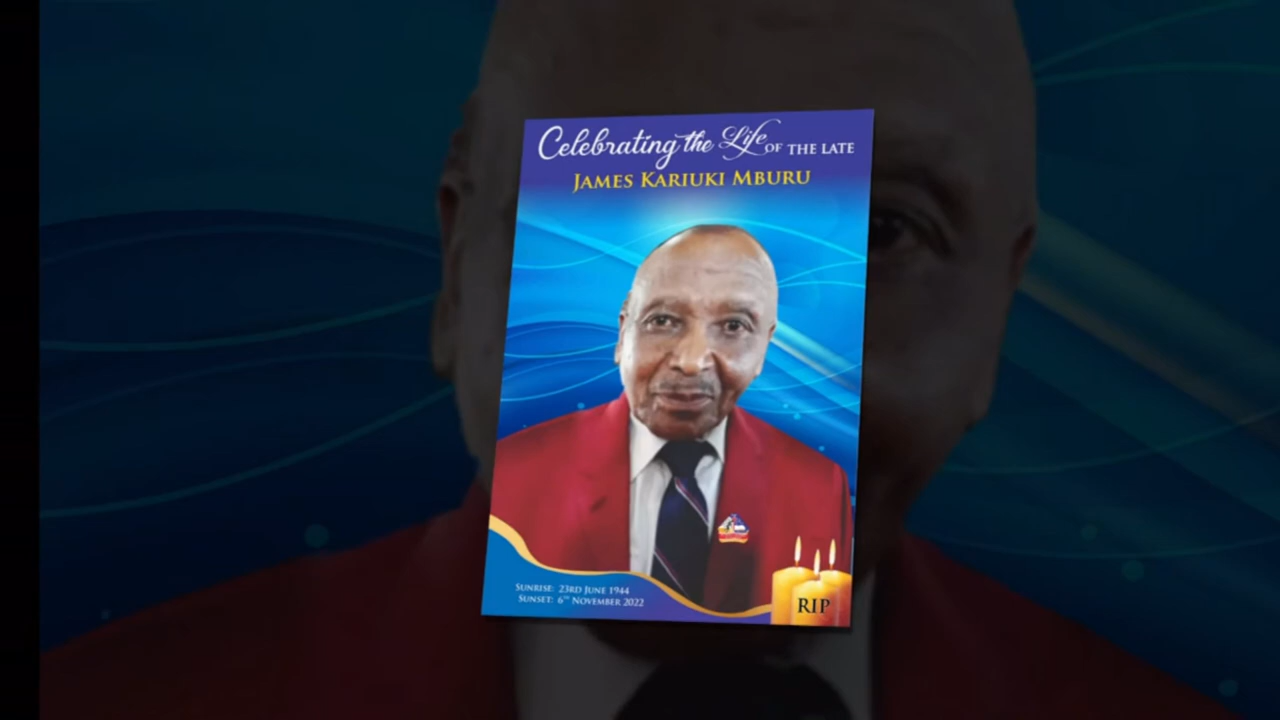 Celebrating the Life OF THE LATE
JAMES KARIUKI MBURU
SUNRISE: 23RD JUNE 1944
SUNSET: 6TH NOVEMBER 2022
RIP